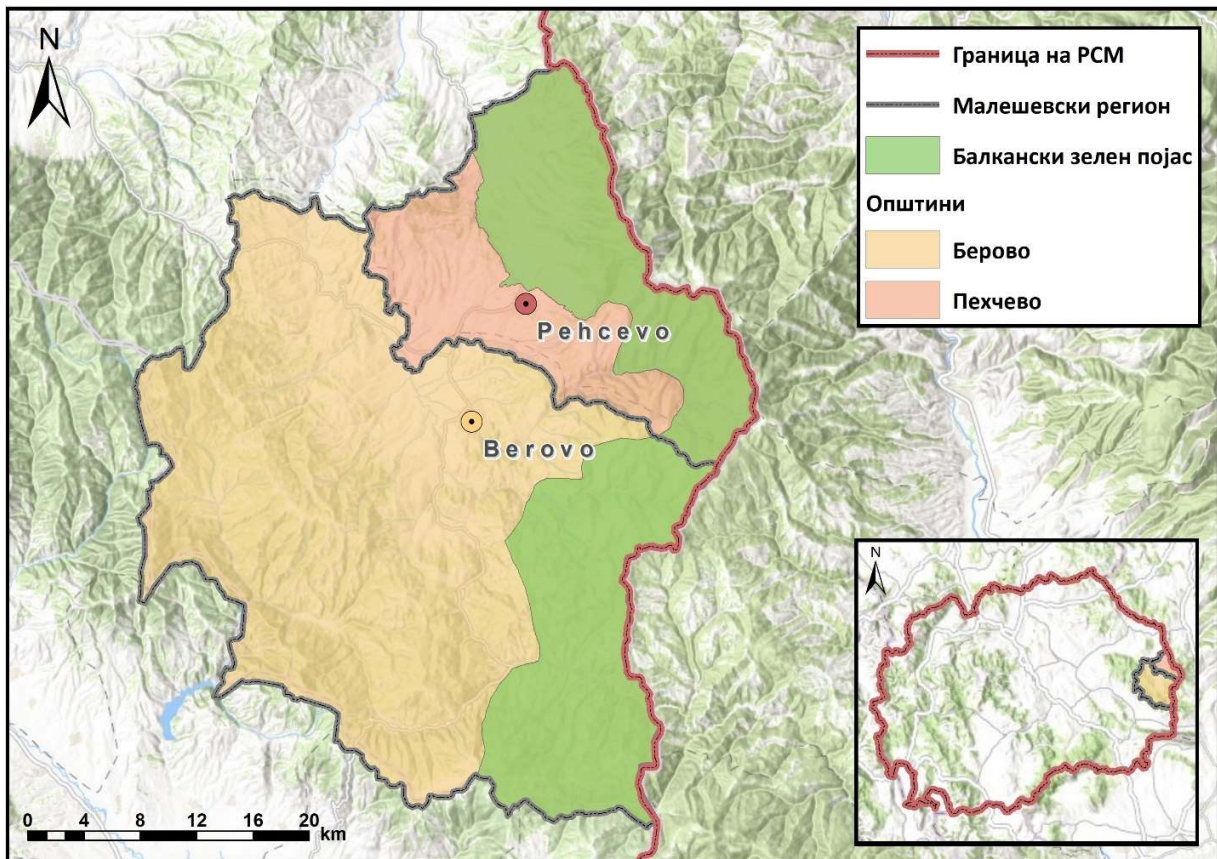 N
Граница на РСМ
Малешевски регион
Балкански зелен појас
Општини
Берово
Пехчево
Pehcevo
Berovo
N
0 4 8 12 16 20
km